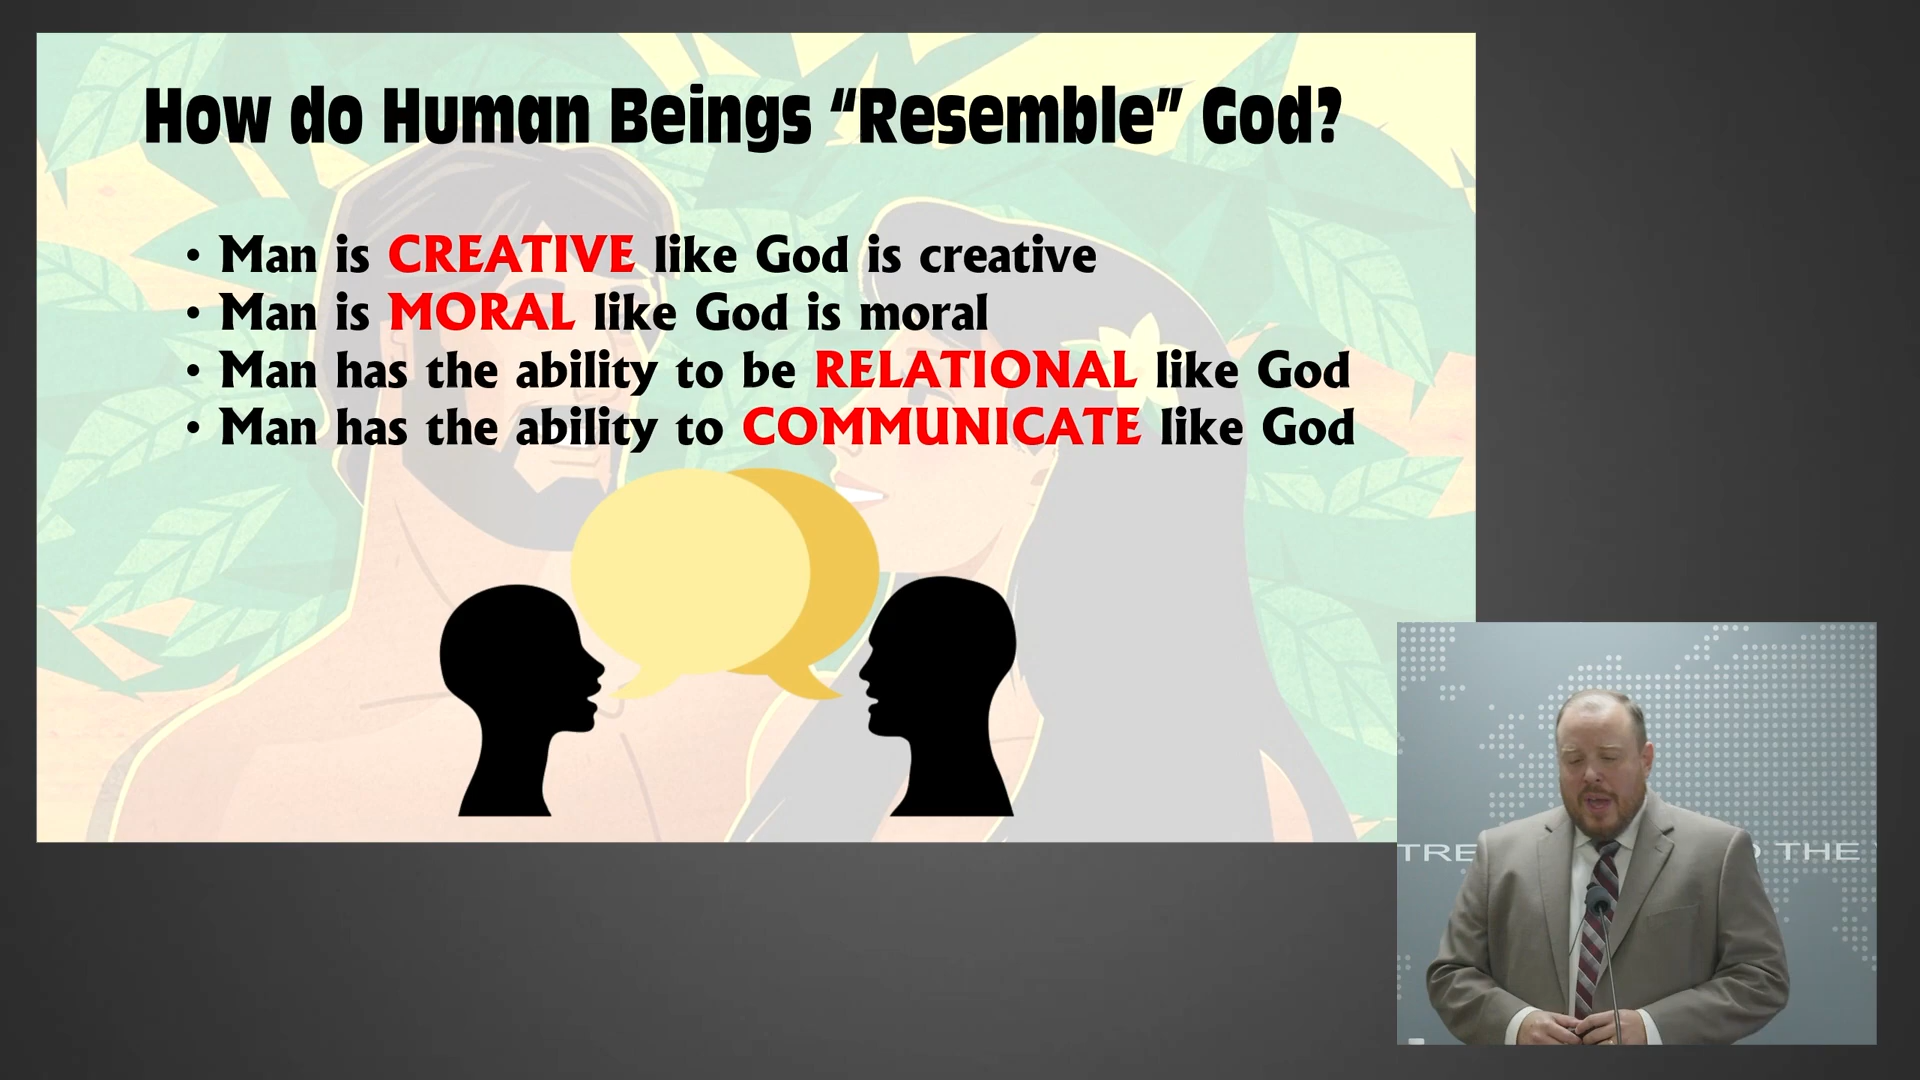 How do Human Beings “Resemble” God?
• Man is CREATIVE like God is creative
• Man is MORAL like God is moral
• Man has the ability to be RELATIONAL like God
• Man has the ability to COMMUNICATE like God
THE